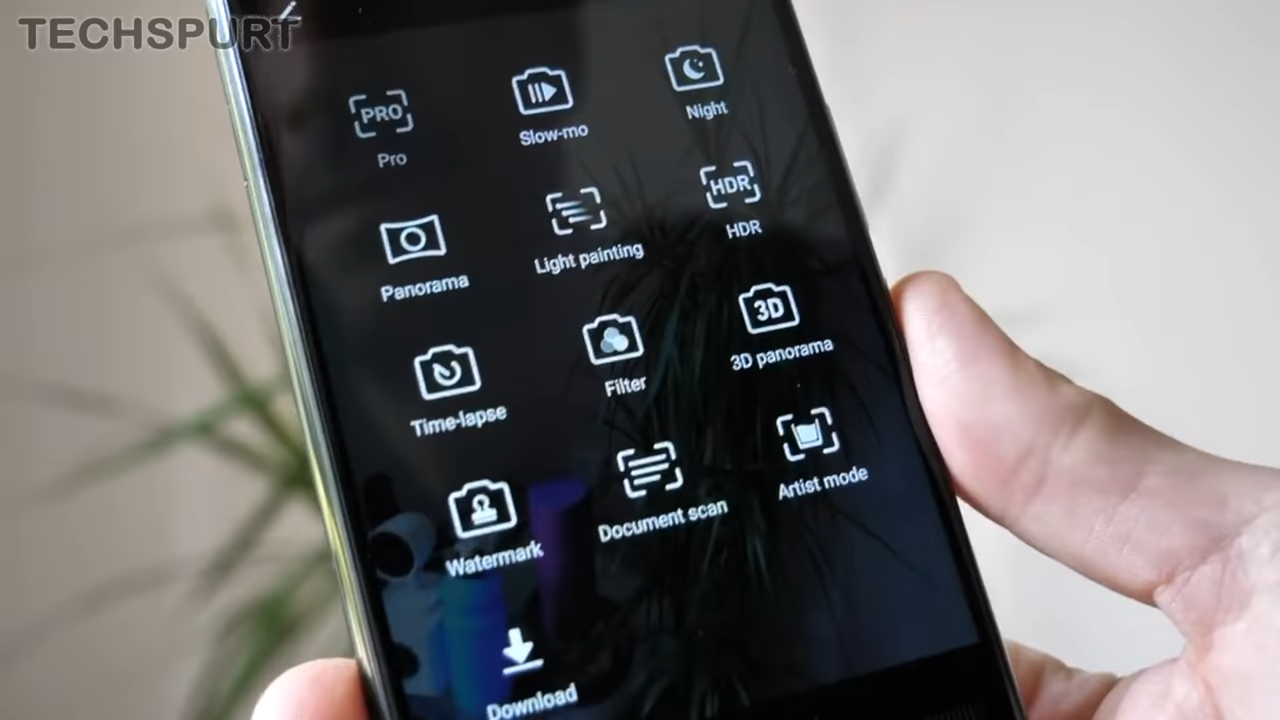 TECHSPURT
PRO
Pro
Slow-mo
Night
Panorama
Light painting
HDR
HDR
Time-lapse
Filter
3D
3D panorama
Watermark
Document scan
Artist mode
Download